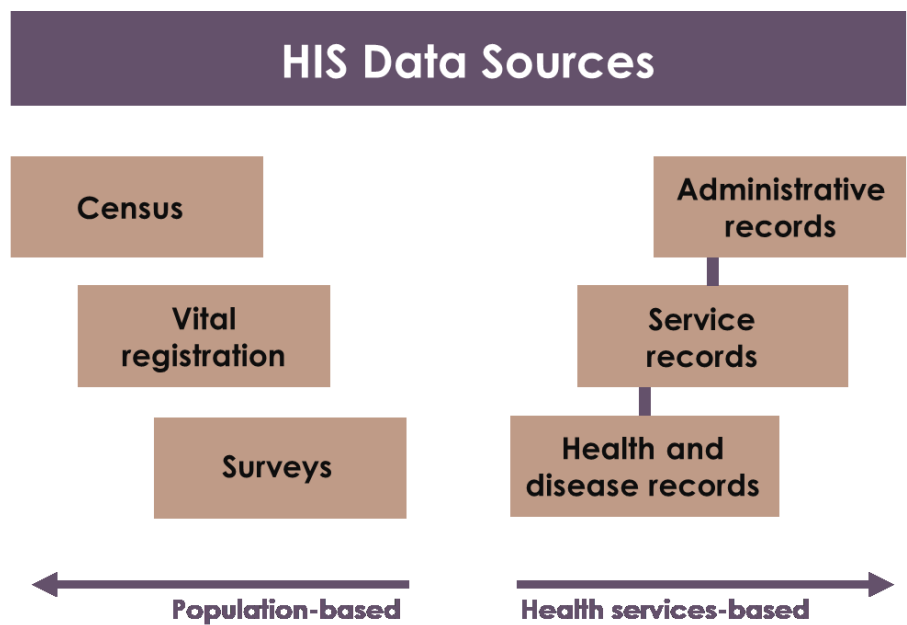 HIS Data Sources
Census
Vital
registration
Surveys
Administrative
records
Service
records
Health and
disease records
Population-based
Health services-based